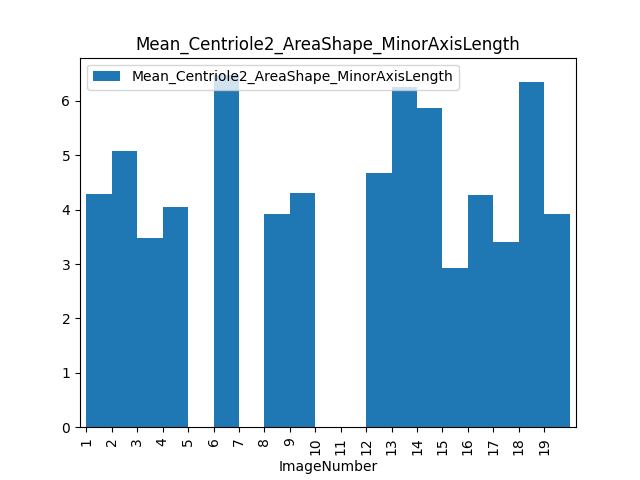 Mean_Centriole2_AreaShape_MinorAxisLength
Mean_Centriole2_AreaShape_MinorAxisLength
6
5
4
3
2
1
0
1 2 3 4 5 6 7 8 9 10 11 12 13 14 15 16 17 18 19
ImageNumber